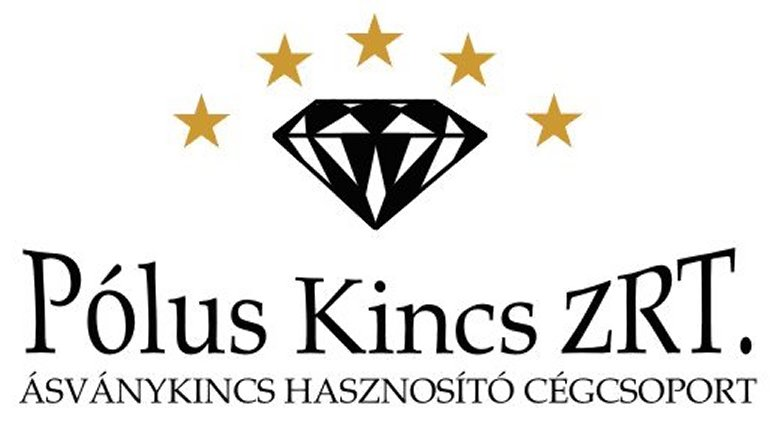 Pólus Kincs ZRT.
ÁSVÁNYKINCS HASZNOSÍTÓ CÉGCSOPORT